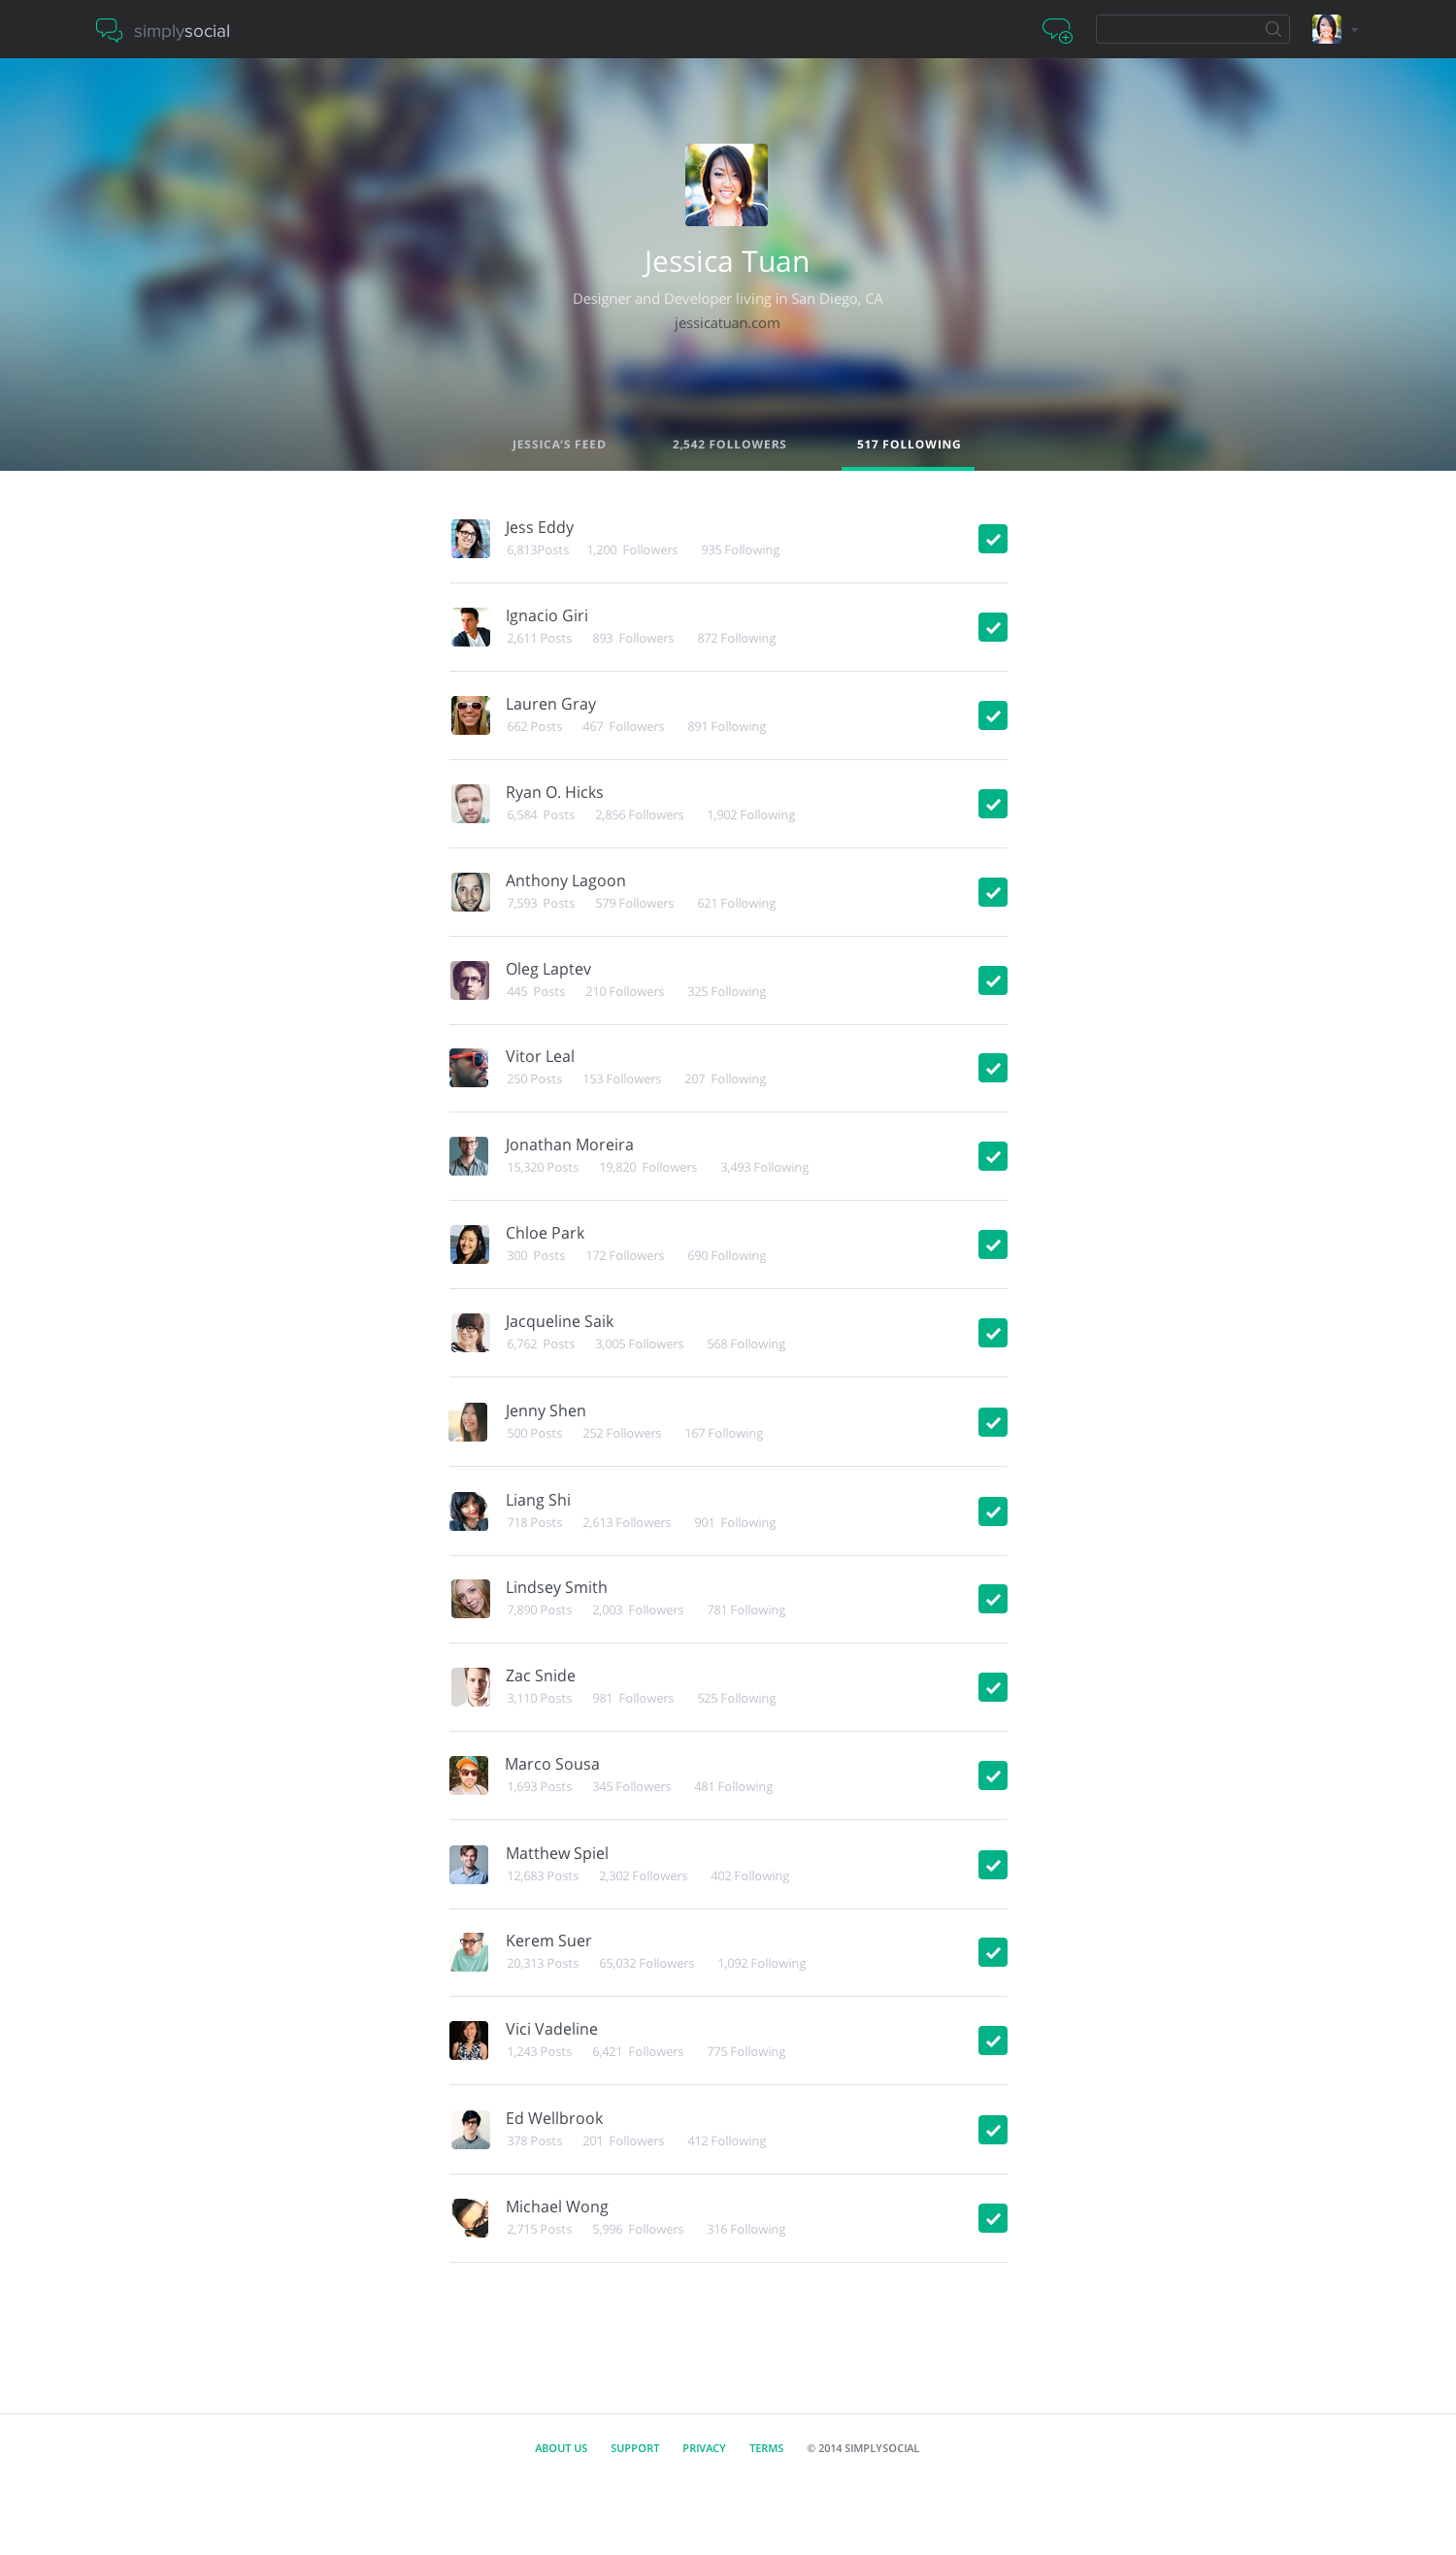 simplysocial
Jessica Tuan
Designer and Developer living in San Diego, CA
jessicatuan.com
JESSICA'S FEED 2,542 FOLLOWERS 517 FOLLOWING
Jess Eddy
6,813Posts 1,200 Followers 935 Following
Ignacio Giri
2,611 Posts 893 Followers 872 Following
Lauren Gray
662 Posts 467 Followers 891 Following
Ryan O. Hicks
6,584 Posts 2,856 Followers 1,902 Following
Anthony Lagoon
7,593 Posts 579 Followers 621 Following
Oleg Laptev
445 Posts 210 Followers 325 Following
Vitor Leal
250 Posts 153 Followers 207 Following
Jonathan Moreira
15,320 Posts 19,820 Followers 3,493 Following
Chloe Park
300 Posts 172 Followers 690 Following
Jacqueline Saik
6,762 Posts 3,005 Followers 568 Following
Jenny Shen
500 Posts 252 Followers 167 Following
Liang Shi
718 Posts 2,613 Followers 901 Following
Lindsey Smith
7,890 Posts 2,003 Followers 781 Following
Zac Snide
3,110 Posts 981 Followers 525 Following
Marco Sousa
1,693 Posts 345 Followers 481 Following
Matthew Spiel
12,683 Posts 2,302 Followers 402 Following
Kerem Suer
20,313 Posts 65,032 Followers 1,092 Following
Vici Vadeline
1,243 Posts 6,421 Followers 775 Following
Ed Wellbrook
378 Posts 201 Followers 412 Following
Michael Wong
2,715 Posts 5,996 Followers 316 Following
ABOUT US SUPPORT PRIVACY TERMS © 2014 SIMPLYSOCIAL